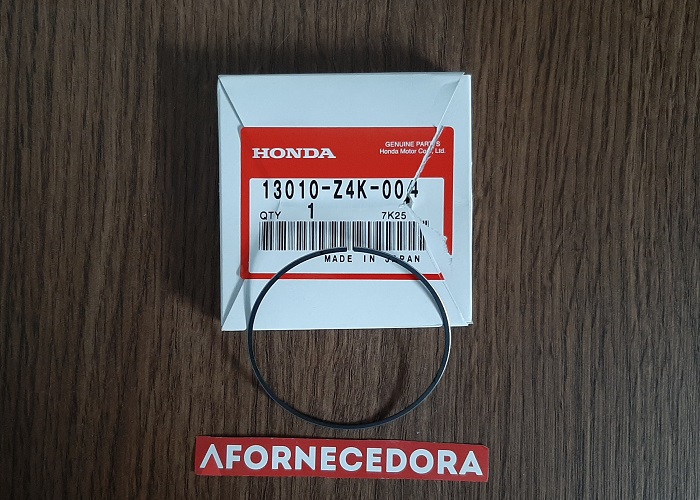 HONDA
GENUINE PARTS
Honda Motor Co., Ltd.
13010-Z4K-004
QTY 1 7K25
MADE IN JAPAN
AFORNECEDORA